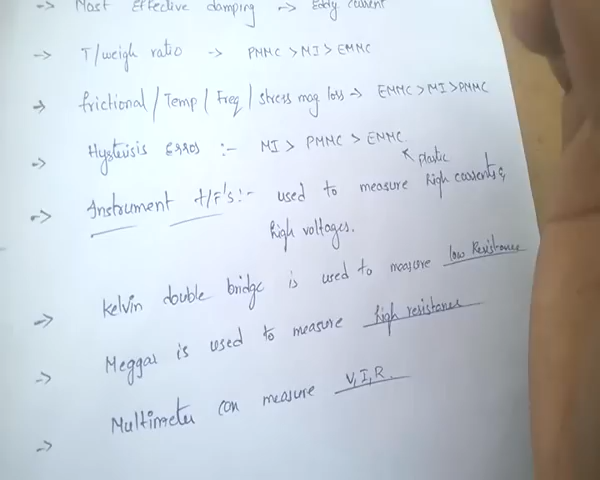 -> Most Effective damping -> Eddy current
-> T/weigh ratio -> PMMC > MI > EMMC
-> frictional / Temp / Freq / stress mag loss -> EMMC > MI > PMMC
-> Hysterisis Errors :- MI > PMMC > EMMC
plastic
-> Instrument t/F's :- used to measure high currents &
high voltages.
-> Kelvin double bridge is used to measure low Resistance
-> Meggar is used to measure high resistance
-> Multimeter can measure V, I, R.